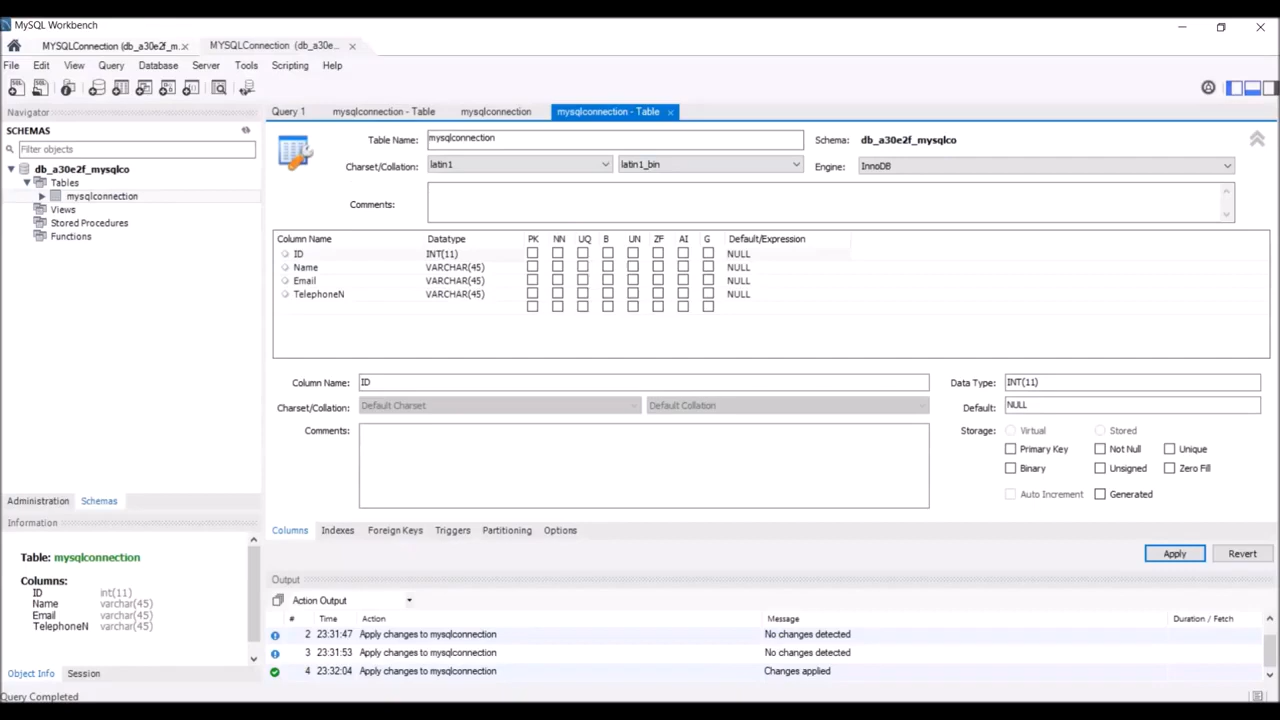 MySQL Workbench
MYSQLConnection (db_a30e2f_m... MYSQLConnection (db_a30e...
File Edit View Query Database Server Tools Scripting Help
Navigator Query 1 mysqlconnection - Table mysqlconnection mysqlconnection - Table
SCHEMAS
Filter objects
db_a30e2f_mysqlco
Tables
mysqlconnection
Views
Stored Procedures
Functions
Table Name: mysqlconnection Schema: db_a30e2f_mysqlco
Charset/Collation: latin1 latin1_bin Engine: InnoDB
Comments:
Column Name Datatype PK NN UQ B UN ZF AI G Default/Expression
ID INT(11) NULL
Name VARCHAR(45) NULL
Email VARCHAR(45) NULL
TelephoneN VARCHAR(45) NULL
Column Name: ID Data Type: INT(11)
Charset/Collation: Default Charset Default Collation Default: NULL
Comments: Storage: Virtual Stored
Primary Key Not Null Unique
Binary Unsigned Zero Fill
Auto Increment Generated
Administration Schemas
Columns Indexes Foreign Keys Triggers Partitioning Options
Apply Revert
Information
Table: mysqlconnection
Columns:
ID int(11)
Name varchar(45)
Email varchar(45)
TelephoneN varchar(45)
Object Info Session
Output
Action Output
# Time Action Message Duration / Fetch
2 23:31:47 Apply changes to mysqlconnection No changes detected
3 23:31:53 Apply changes to mysqlconnection No changes detected
4 23:32:04 Apply changes to mysqlconnection Changes applied
Query Completed